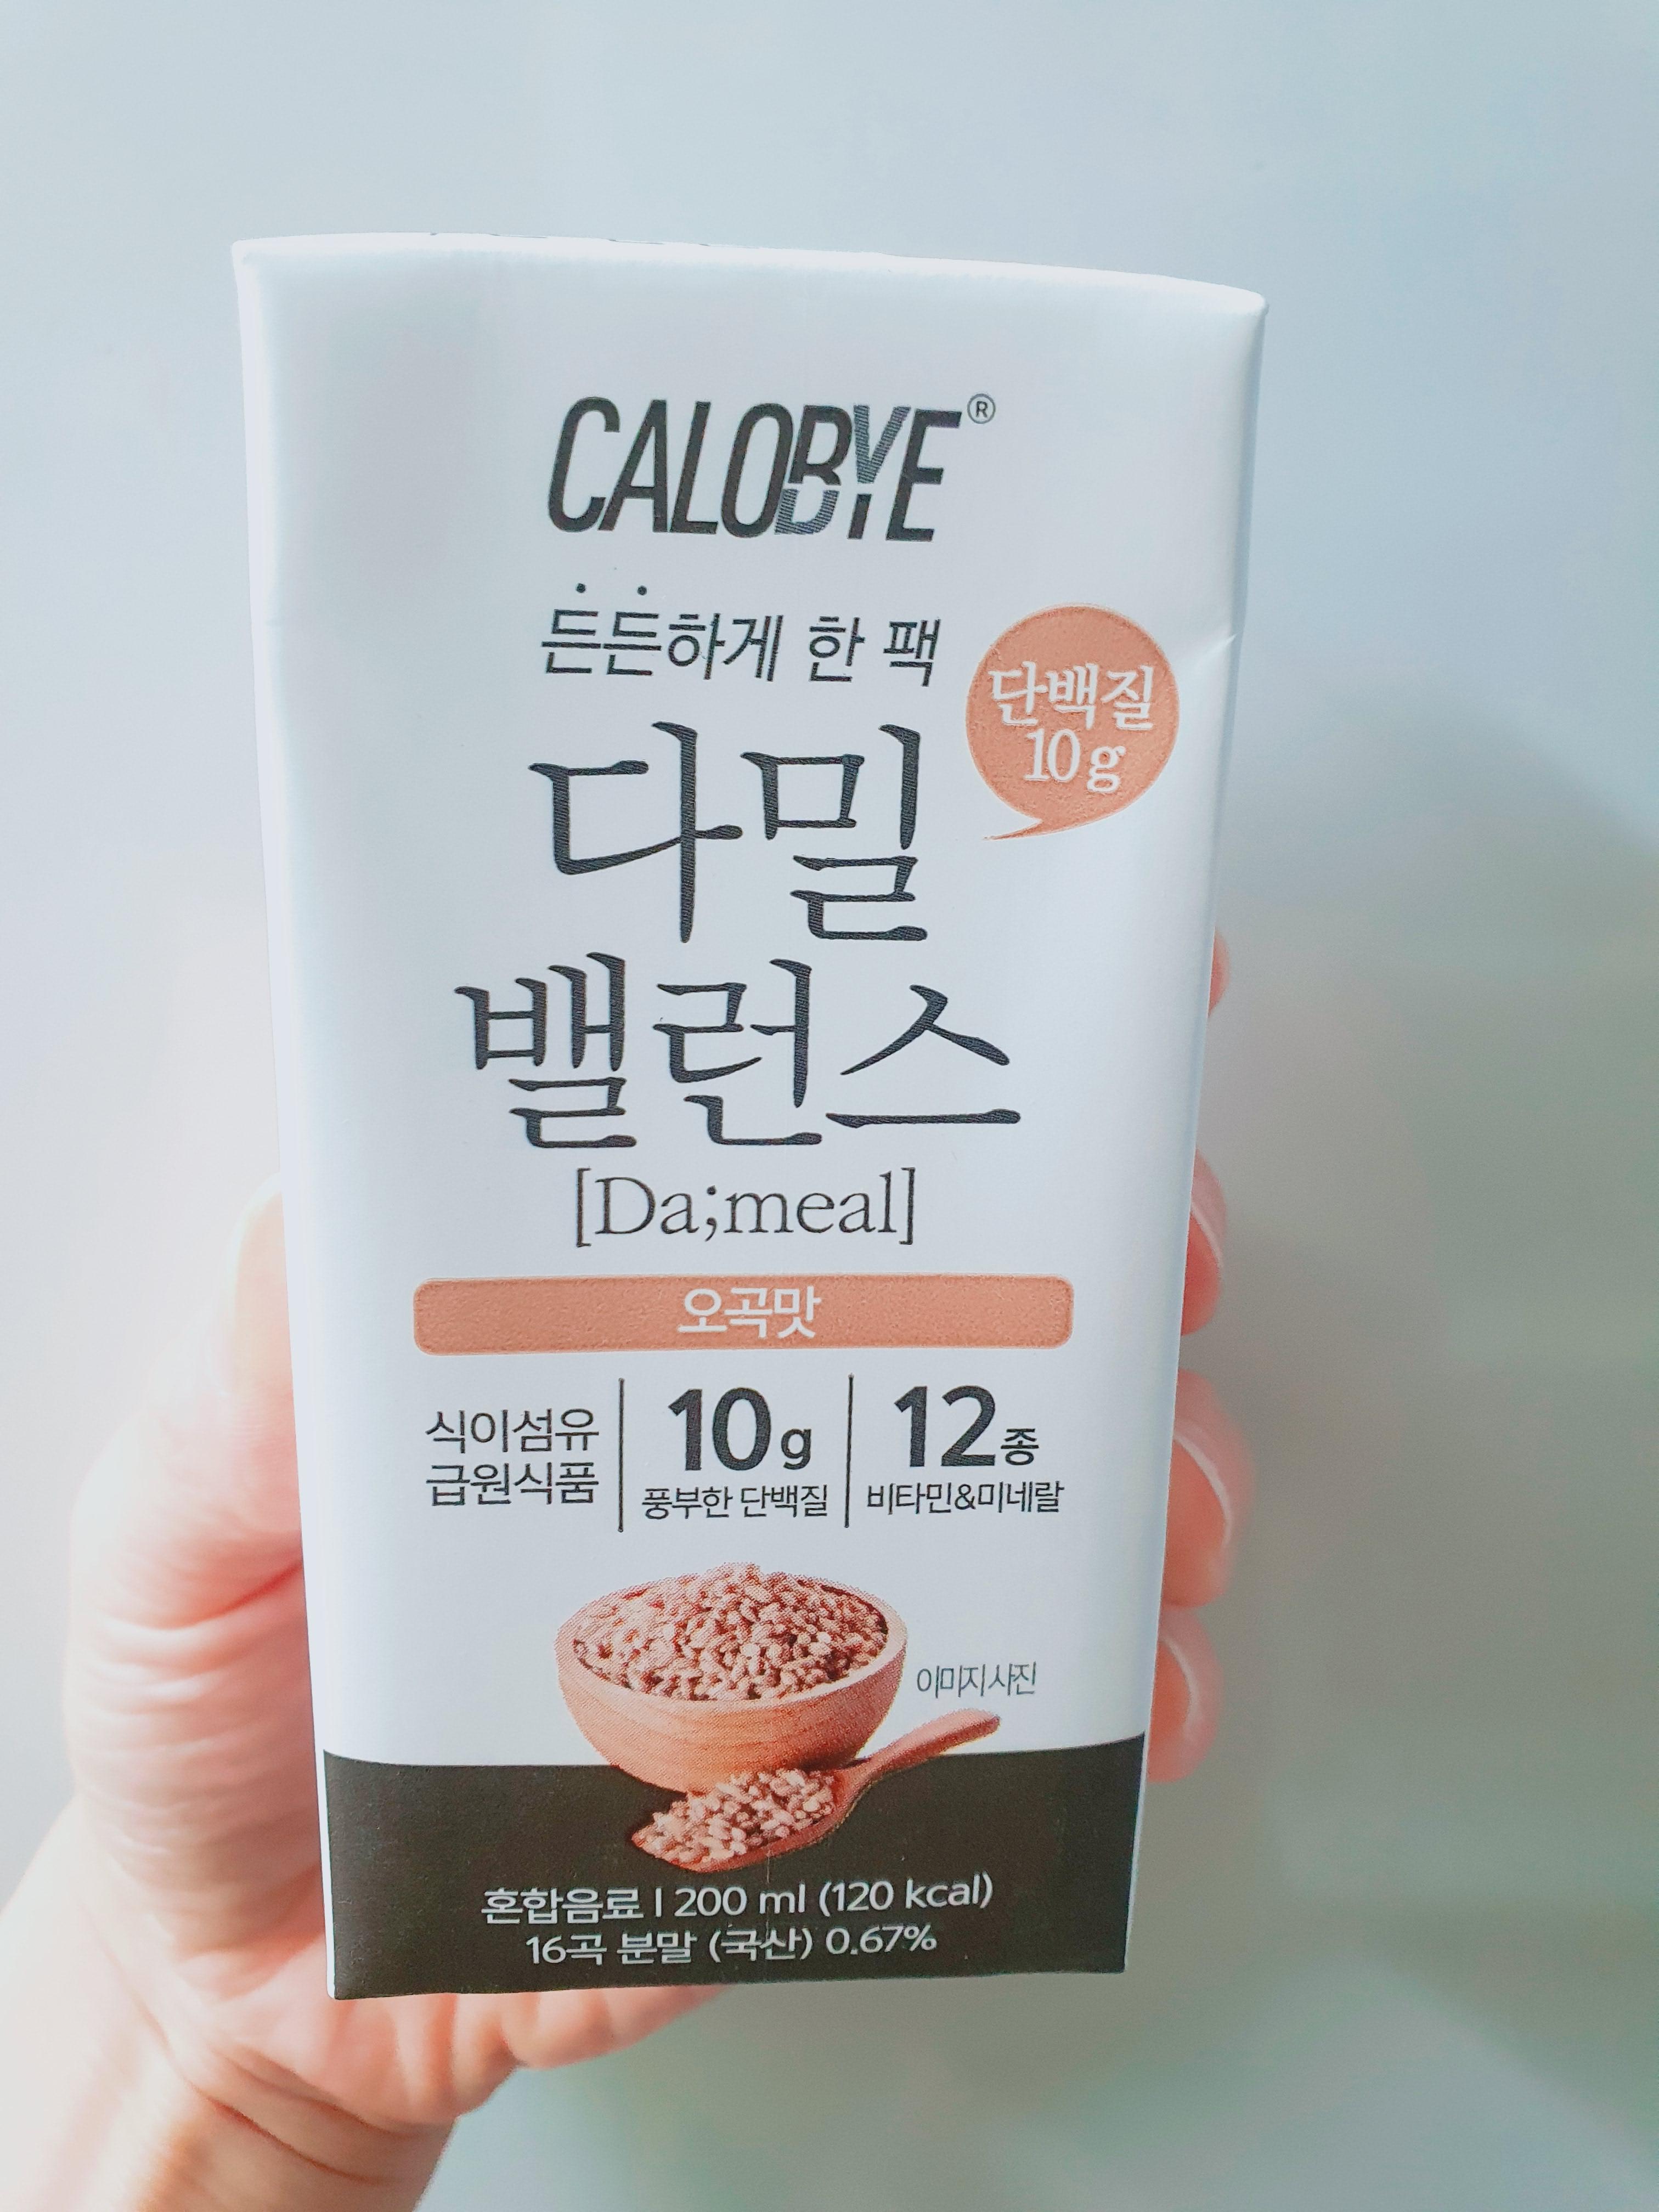 CALOBYE®
든든하게 한 팩
단백질
10g
다밀
밸런스
[Da;meal]
오곡맛
식이섬유
급원식품
10g
풍부한 단백질
12종
비타민&미네랄
이미지사진
혼합음료 | 200 ml (120 kcal)
16곡 분말 (국산) 0.67%